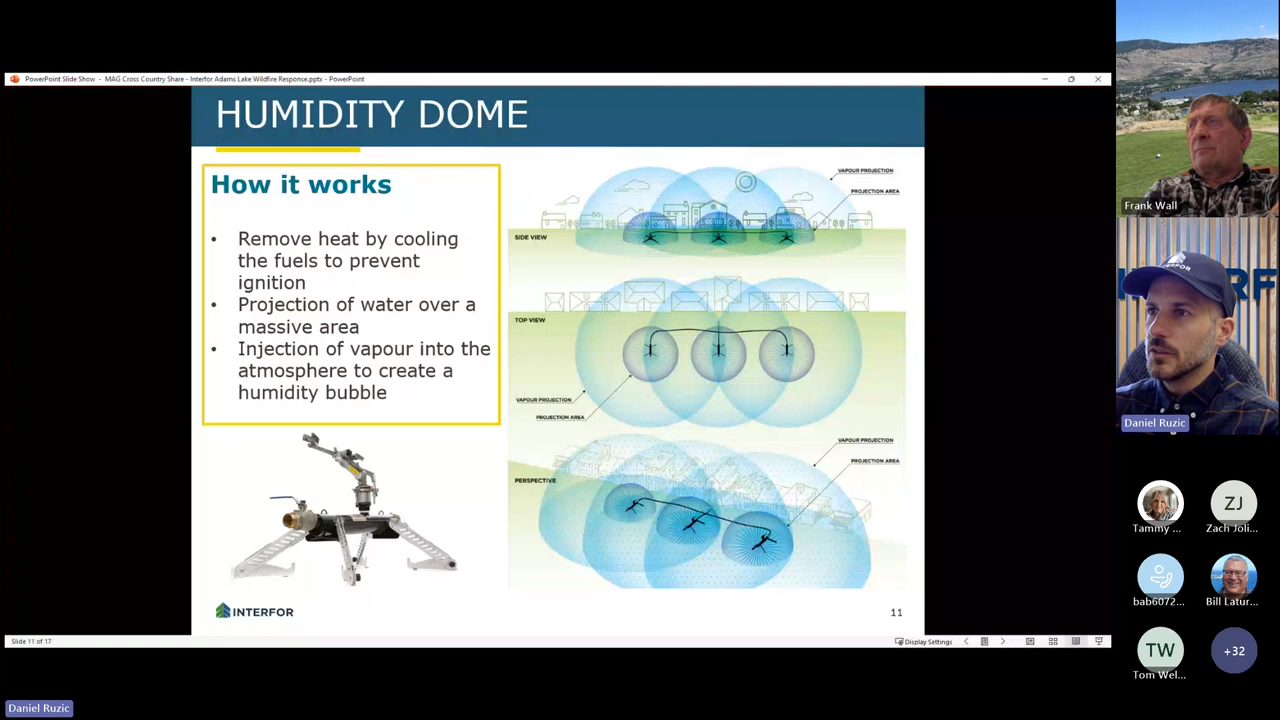 PowerPoint Slide Show - MAG Cross Country Share - Interfor Adams Lake Wildfire Response.pptx - PowerPoint
HUMIDITY DOME
How it works
• Remove heat by cooling
the fuels to prevent
ignition
• Projection of water over a
massive area
• Injection of vapour into the
atmosphere to create a
humidity bubble
VAPOUR PROJECTION
PROJECTION AREA
SIDE VIEW
TOP VIEW
VAPOUR PROJECTION
PROJECTION AREA
VAPOUR PROJECTION
PROJECTION AREA
PERSPECTIVE
INTERFOR
11
Slide 11 of 17
Display Settings
Frank Wall
INTERFOR
Daniel Ruzic
Tammy ...
ZJ
Zach Joli...
bab6072...
Bill Latur...
TW
Tom Wel...
+32
Daniel Ruzic